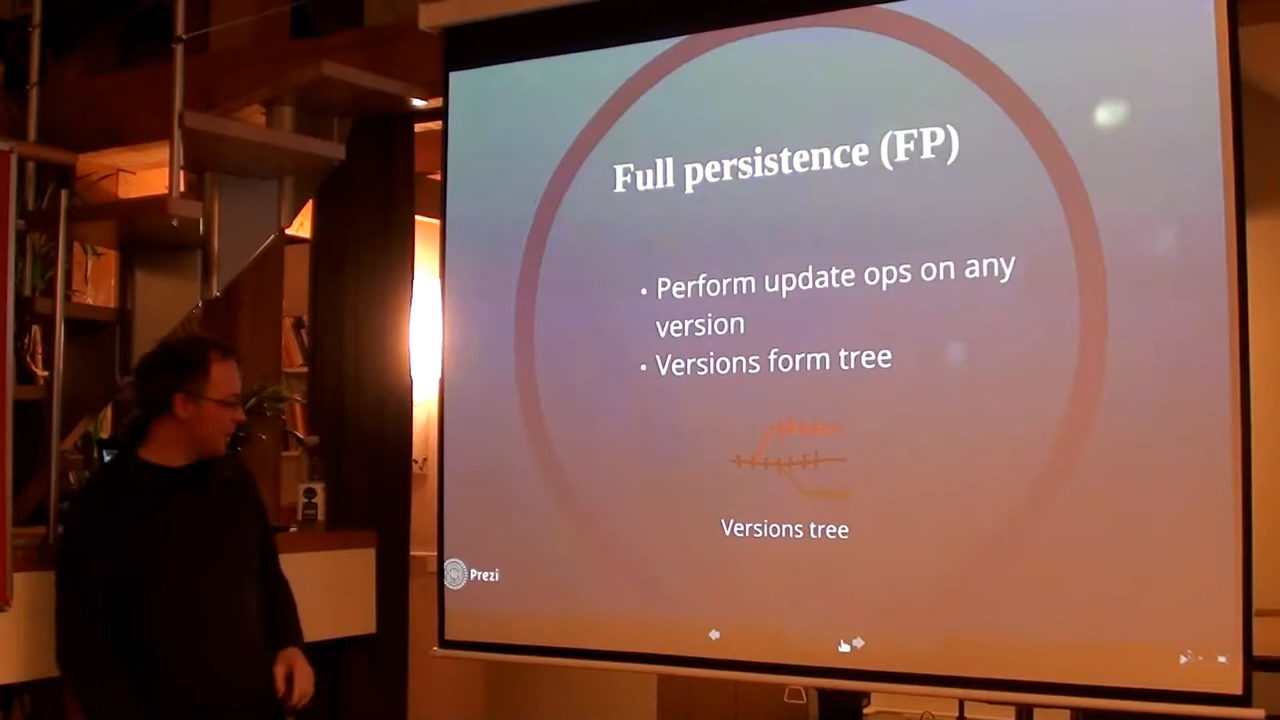 Full persistence (FP)
• Perform update ops on any
version
• Versions form tree
Versions tree
Prezi